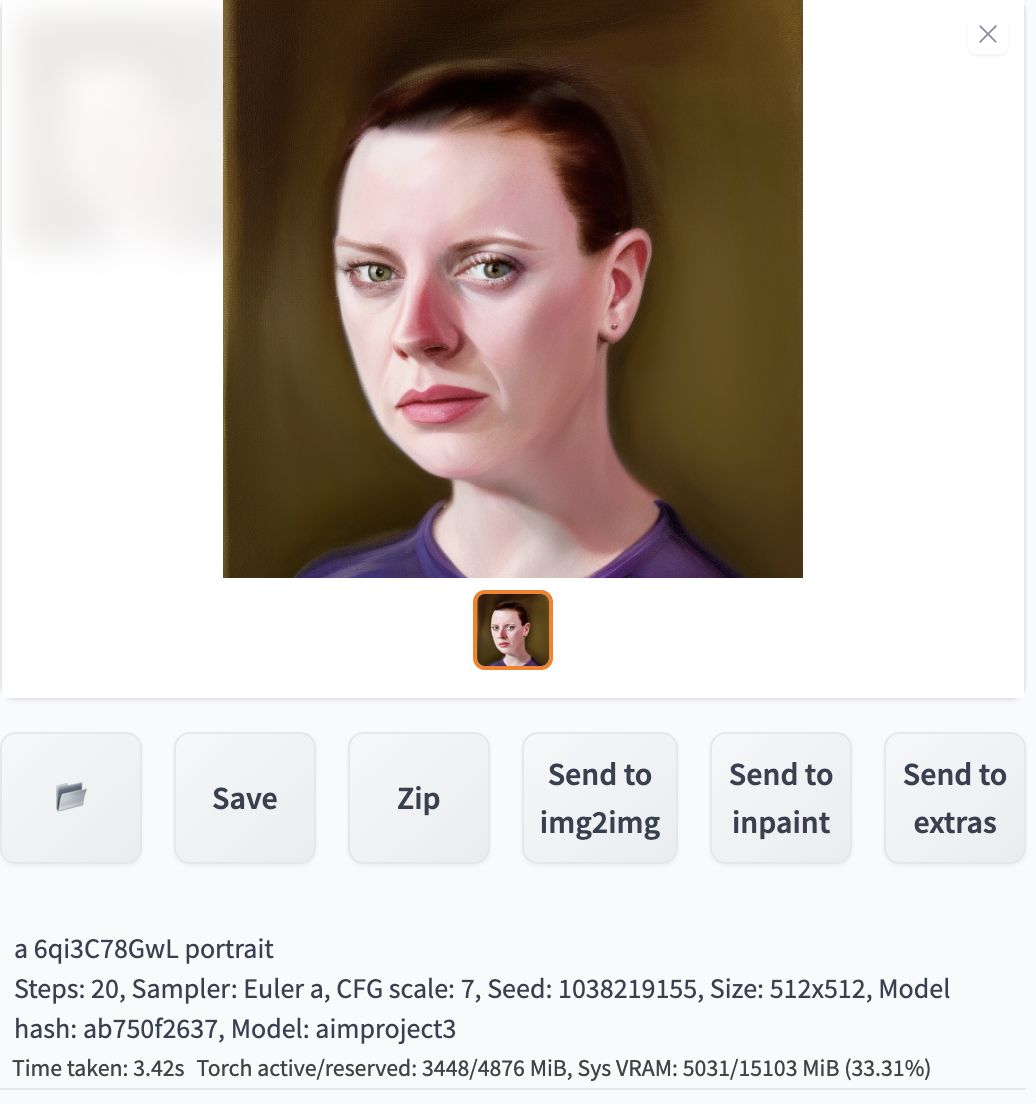 Save
Zip
Send to
img2img
Send to
inpaint
Send to
extras
a 6qi3C78GwL portrait
Steps: 20, Sampler: Euler a, CFG scale: 7, Seed: 1038219155, Size: 512x512, Model
hash: ab750f2637, Model: aimproject3
Time taken: 3.42s Torch active/reserved: 3448/4876 MiB, Sys VRAM: 5031/15103 MiB (33.31%)